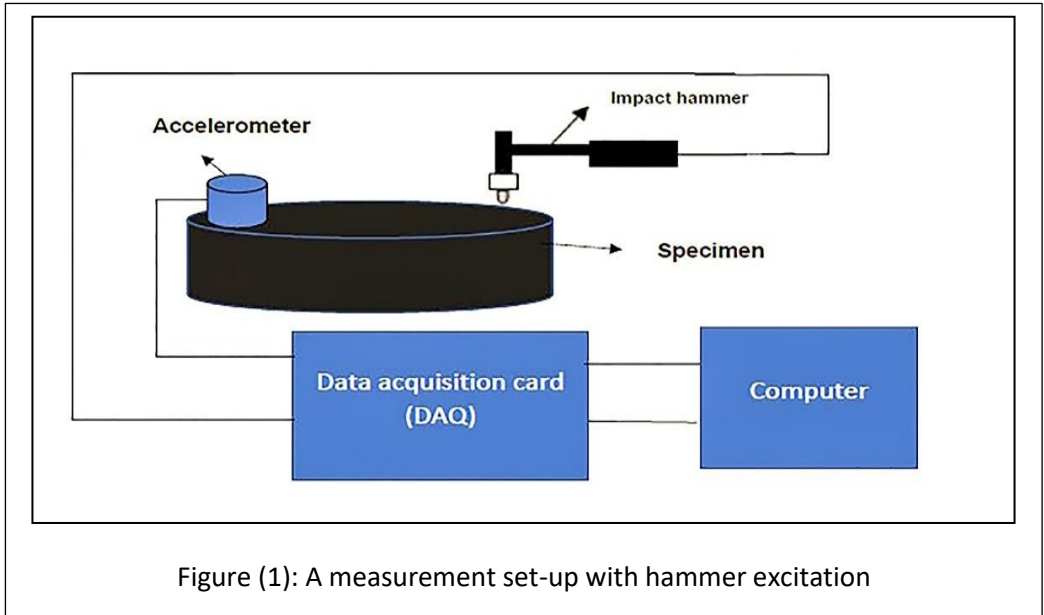 Impact hammer
Accelerometer
Specimen
Data acquisition card
(DAQ)
Computer
Figure (1): A measurement set-up with hammer excitation